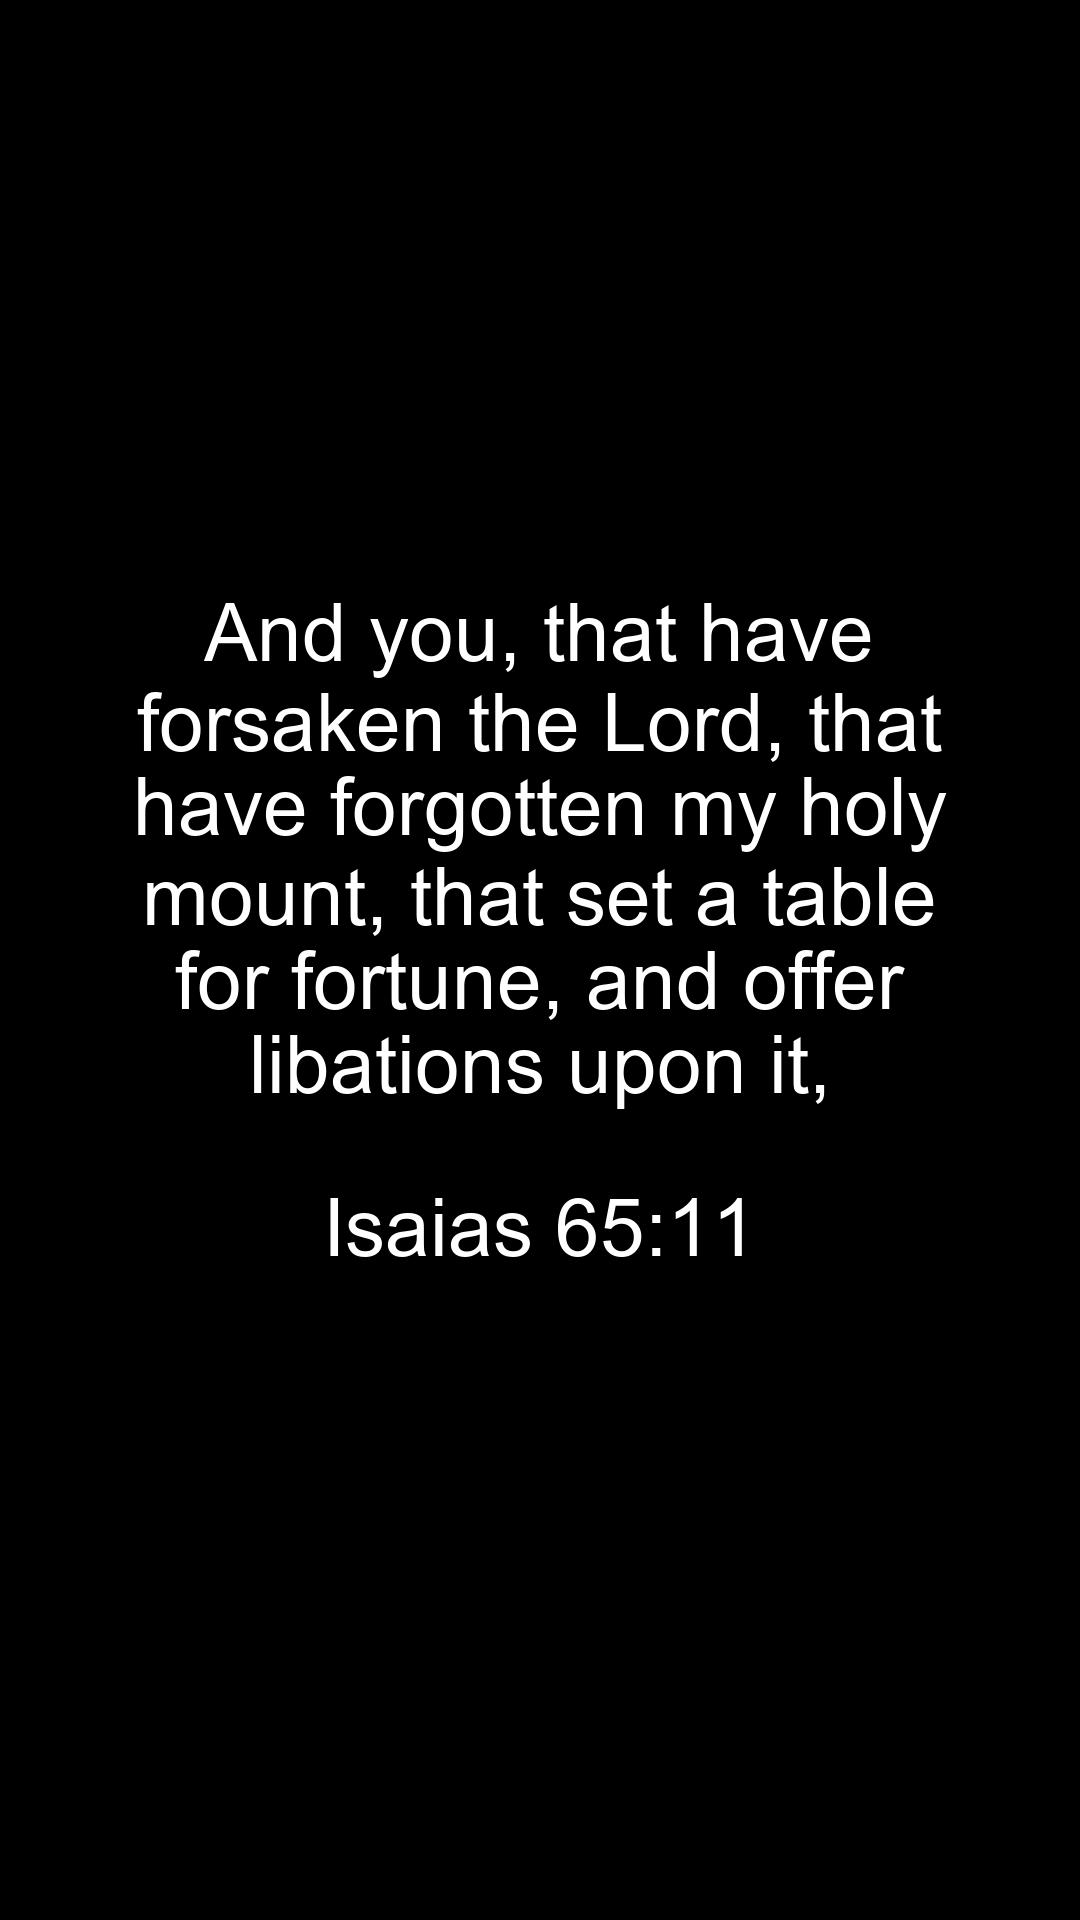 And you, that have
forsaken the Lord, that
have forgotten my holy
mount, that set a table
for fortune, and offer
libations upon it,
Isaias 65:11